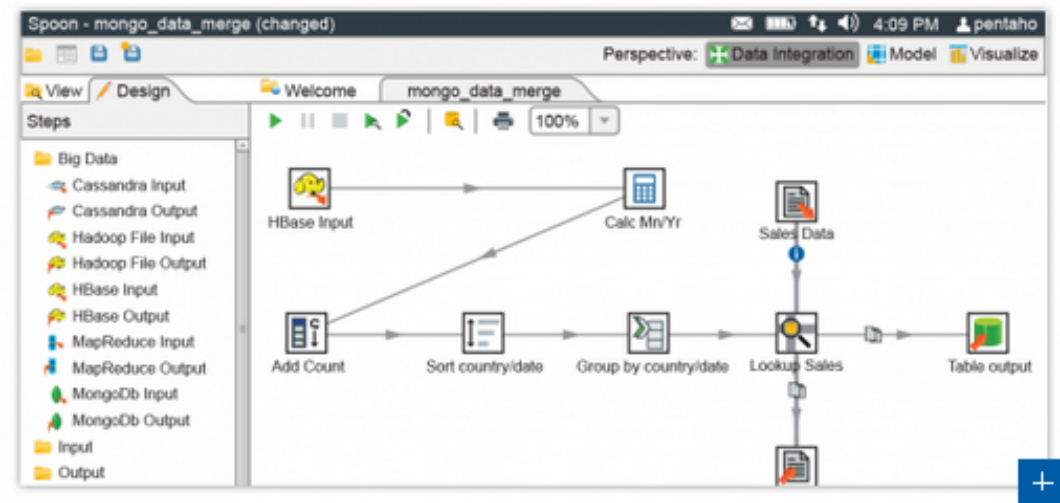 Spoon - mongo_data_merge (changed)
4:09 PM pentaho
Perspective: Data Integration Model Visualize
View Design
Welcome mongo_data_merge
Steps
100%
Big Data
Cassandra Input
Cassandra Output
Hadoop File Input
Hadoop File Output
HBase Input
HBase Output
MapReduce Input
MapReduce Output
MongoDb Input
MongoDb Output
Input
Output
HBase Input
Calc Mn/Yr
Sales Data
Add Count
Sort country/date
Group by country/date
Lookup Sales
Table output